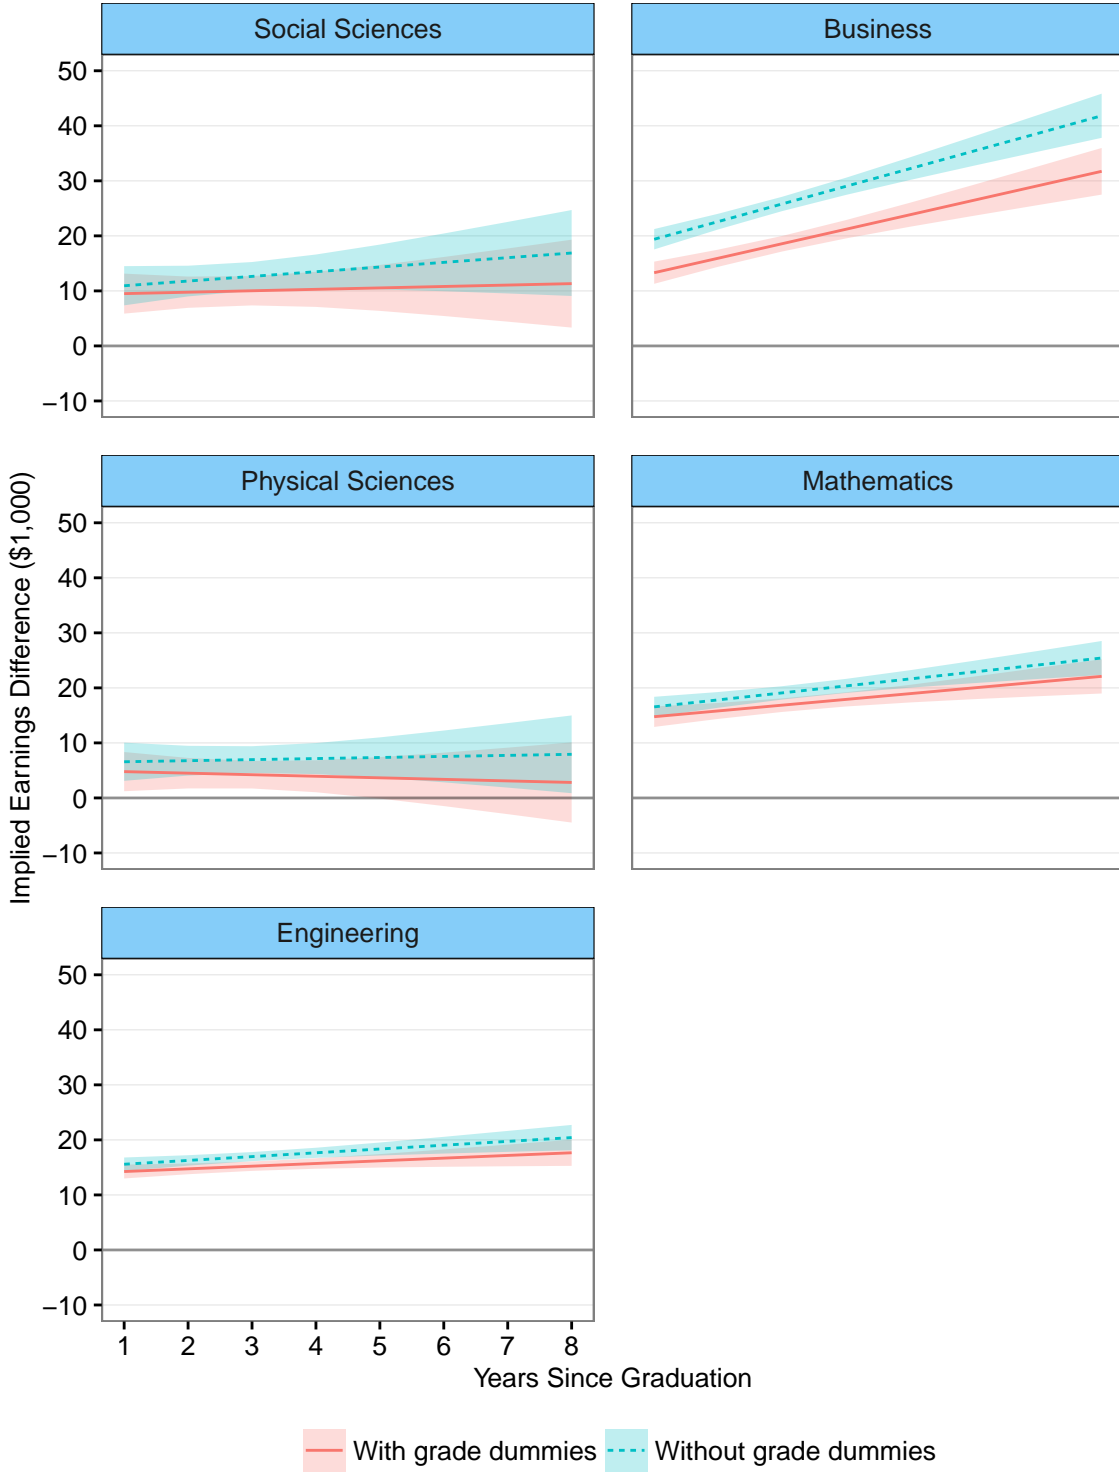 Social Sciences
Business
50
40
30
20
10
0
−10
Physical Sciences
Mathematics
50
40
30
20
10
0
−10
Implied Earnings Difference ($1,000)
Engineering
50
40
30
20
10
0
−10
1 2 3 4 5 6 7 8
Years Since Graduation
With grade dummies Without grade dummies